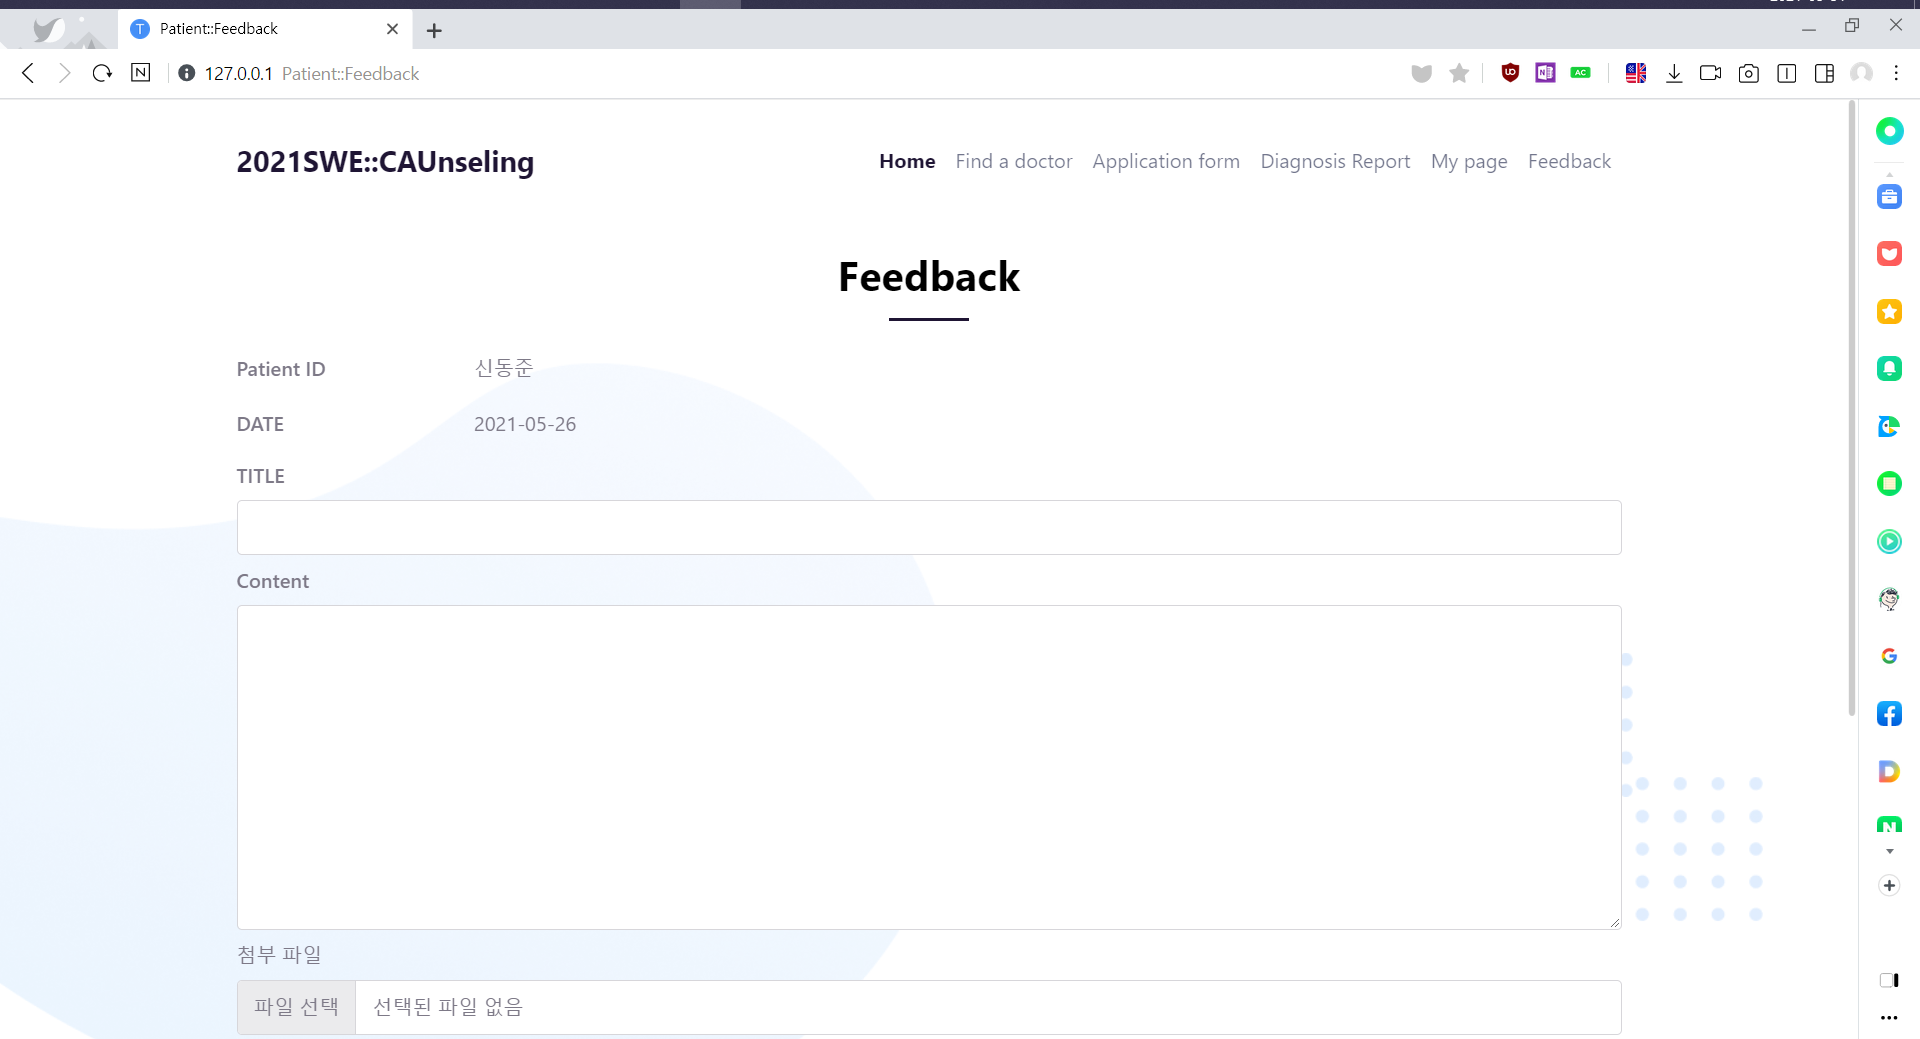 Patient::Feedback
127.0.0.1 Patient::Feedback
2021SWE::CAUnseling
Home Find a doctor Application form Diagnosis Report My page Feedback
Feedback
Patient ID 신동준
DATE 2021-05-26
TITLE
Content
첨부 파일
파일 선택 선택된 파일 없음